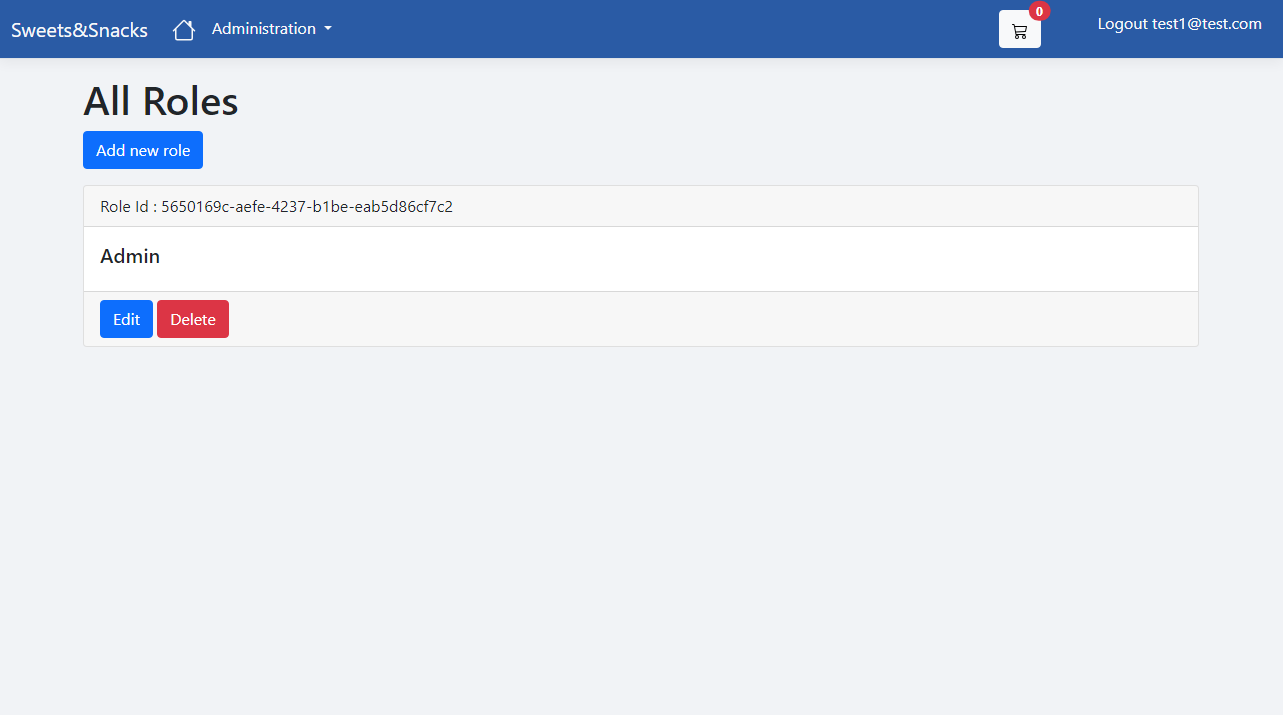 Sweets&Snacks
Administration
0
Logout test1@test.com
All Roles
Add new role
Role Id : 5650169c-aefe-4237-b1be-eab5d86cf7c2
Admin
Edit Delete